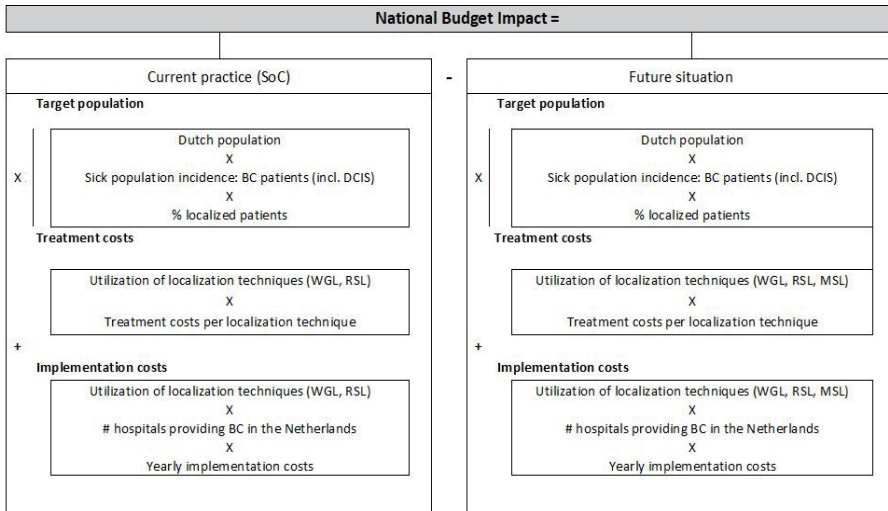 National Budget Impact =
Current practice (SoC)
-
Future situation
Target population
Dutch population
X
Sick population incidence: BC patients (incl. DCIS)
X
% localized patients
X
Treatment costs
Utilization of localization techniques (WGL, RSL)
X
Treatment costs per localization technique
+
Implementation costs
Utilization of localization techniques (WGL, RSL)
X
# hospitals providing BC in the Netherlands
X
Yearly implementation costs
Target population
Dutch population
X
Sick population incidence: BC patients (incl. DCIS)
X
% localized patients
X
Treatment costs
Utilization of localization techniques (WGL, RSL, MSL)
X
Treatment costs per localization technique
+
Implementation costs
Utilization of localization techniques (WGL, RSL, MSL)
X
# hospitals providing BC in the Netherlands
X
Yearly implementation costs